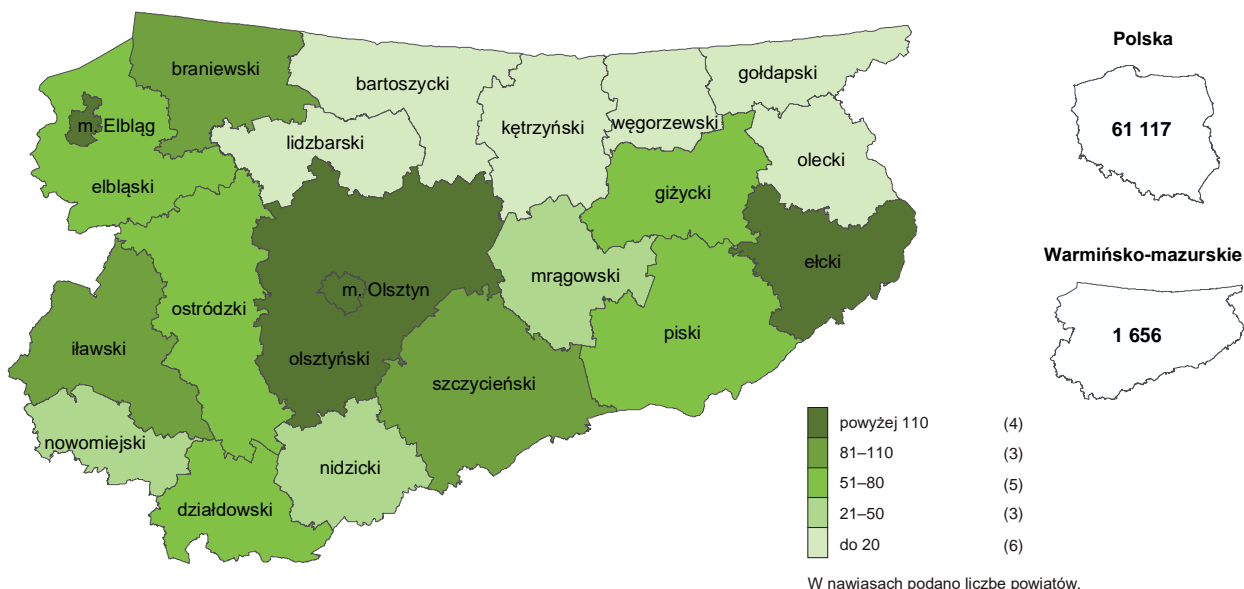 braniewski
bartoszycki
gołdapski
m. Elbląg
kętrzyński
węgorzewski
lidzbarski
olecki
elbląski
giżycki
ełcki
mrągowski
m. Olsztyn
ostródzki
piski
iławski
olsztyński
szczycieński
nowomiejski
nidzicki
działdowski
Polska
61 117
Warmińsko-mazurskie
1 656
powyżej 110 (4)
81–110 (3)
51–80 (5)
21–50 (3)
do 20 (6)
W nawiasach podano liczbę powiatów.